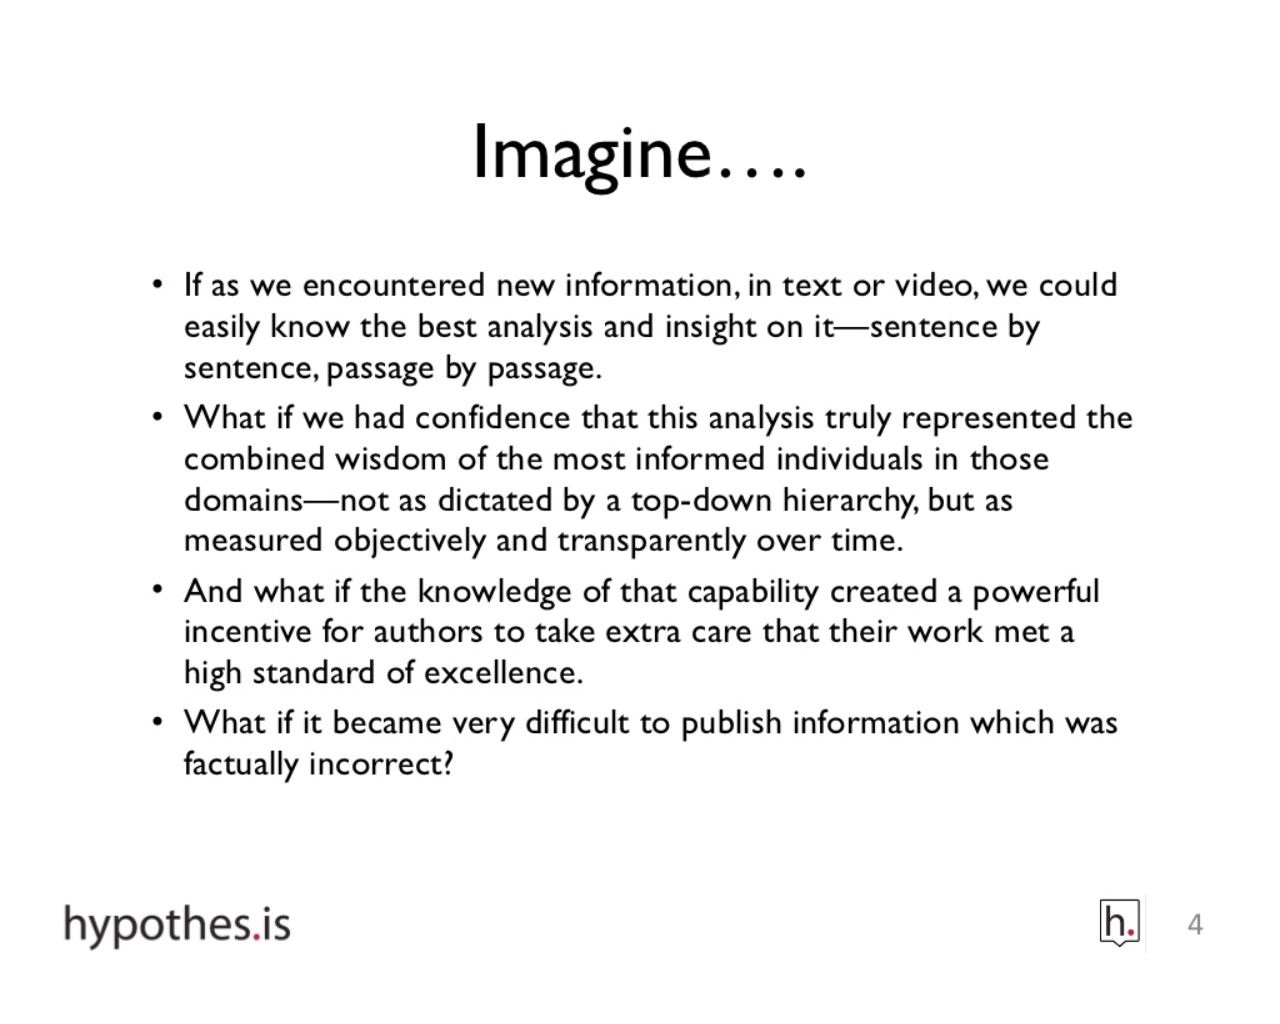 Imagine….
• If as we encountered new information, in text or video, we could
easily know the best analysis and insight on it—sentence by
sentence, passage by passage.
• What if we had confidence that this analysis truly represented the
combined wisdom of the most informed individuals in those
domains—not as dictated by a top-down hierarchy, but as
measured objectively and transparently over time.
• And what if the knowledge of that capability created a powerful
incentive for authors to take extra care that their work met a
high standard of excellence.
• What if it became very difficult to publish information which was
factually incorrect?
hypothes.is
h.
4